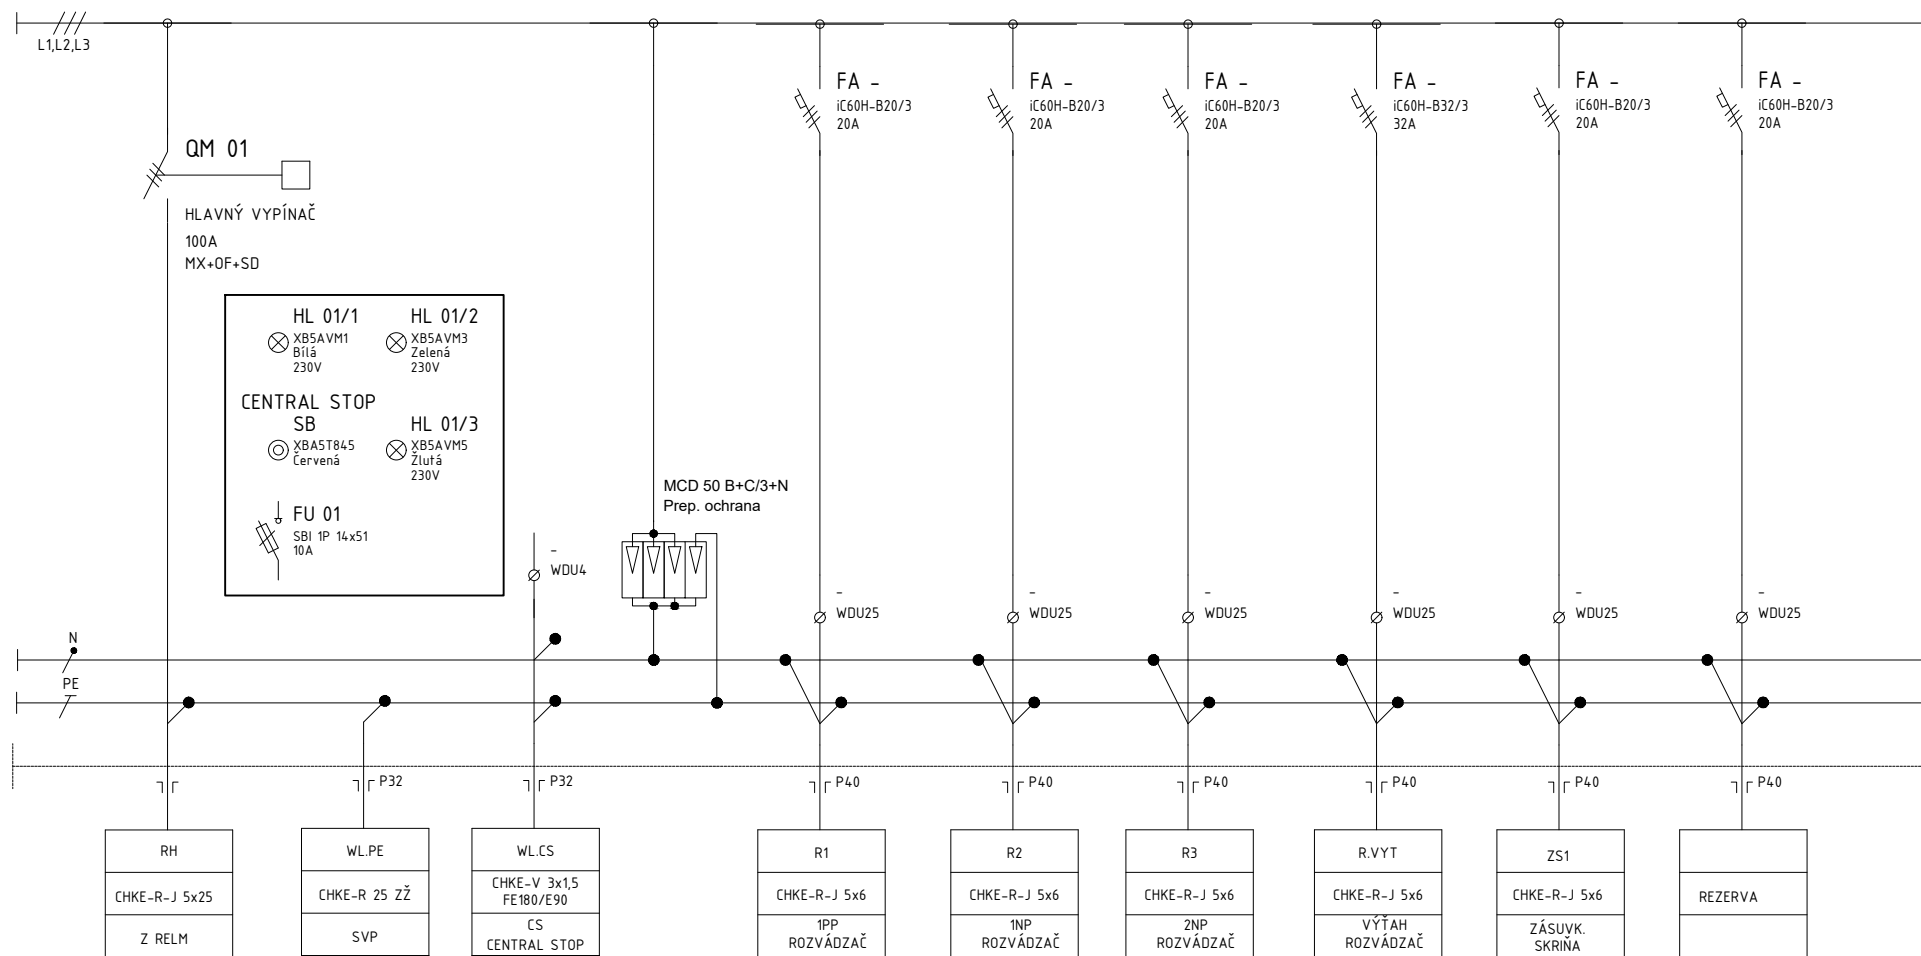 L1,L2,L3
QM 01
HLAVNÝ VYPÍNAČ
100A
MX+OF+SD
HL 01/1
XB5AVM1
Bílá
230V
HL 01/2
XB5AVM3
Zelená
230V
CENTRAL STOP
SB
XBA5T845
Červená
HL 01/3
XB5AVM5
Žlutá
230V
FU 01
SBI 1P 14x51
10A
-
WDU4
MCD 50 B+C/3+N
Prep. ochrana
FA -
iC60H-B20/3
20A
FA -
iC60H-B20/3
20A
FA -
iC60H-B20/3
20A
FA -
iC60H-B32/3
32A
FA -
iC60H-B20/3
20A
FA -
iC60H-B20/3
20A
-
WDU25
-
WDU25
-
WDU25
-
WDU25
-
WDU25
-
WDU25
N
PE
P32
P32
P40
P40
P40
P40
P40
P40
RH
CHKE-R-J 5x25
Z RELM
WL.PE
CHKE-R 25 ZŽ
SVP
WL.CS
CHKE-V 3x1,5
FE180/E90
CS
CENTRAL STOP
R1
CHKE-R-J 5x6
1PP
ROZVÁDZAČ
R2
CHKE-R-J 5x6
1NP
ROZVÁDZAČ
R3
CHKE-R-J 5x6
2NP
ROZVÁDZAČ
R.VYT
CHKE-R-J 5x6
VÝŤAH
ROZVÁDZAČ
ZS1
CHKE-R-J 5x6
ZÁSUVK.
SKRIŇA
REZERVA